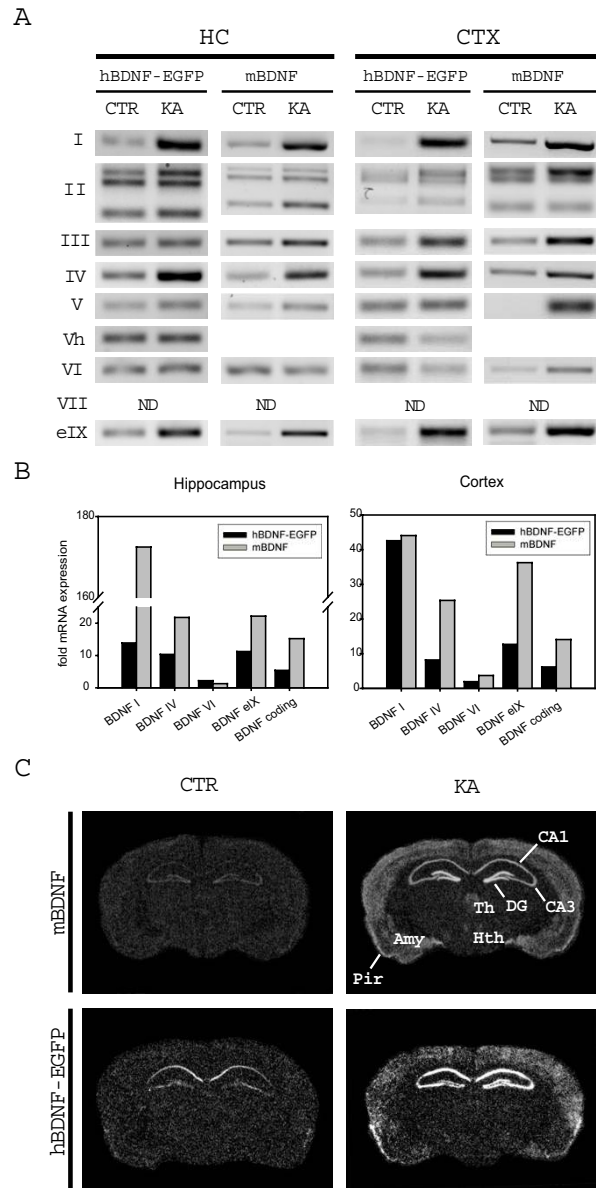 A
HC CTX
hBDNF-EGFP mBDNF hBDNF-EGFP mBDNF
CTR KA CTR KA CTR KA CTR KA
I
II
III
IV
V
Vh
VI
VII ND ND ND ND
eIX
B
Hippocampus
fold mRNA expression
180
160
20
10
0
hBDNF-EGFP
mBDNF
BDNF I BDNF IV BDNF VI BDNF eIX BDNF coding
Cortex
50
40
30
20
10
0
hBDNF-EGFP
mBDNF
BDNF I BDNF IV BDNF VI BDNF eIX BDNF coding
C
CTR KA
mBDNF
CA1
Th DG CA3
Amy Hth
Pir
hBDNF-EGFP